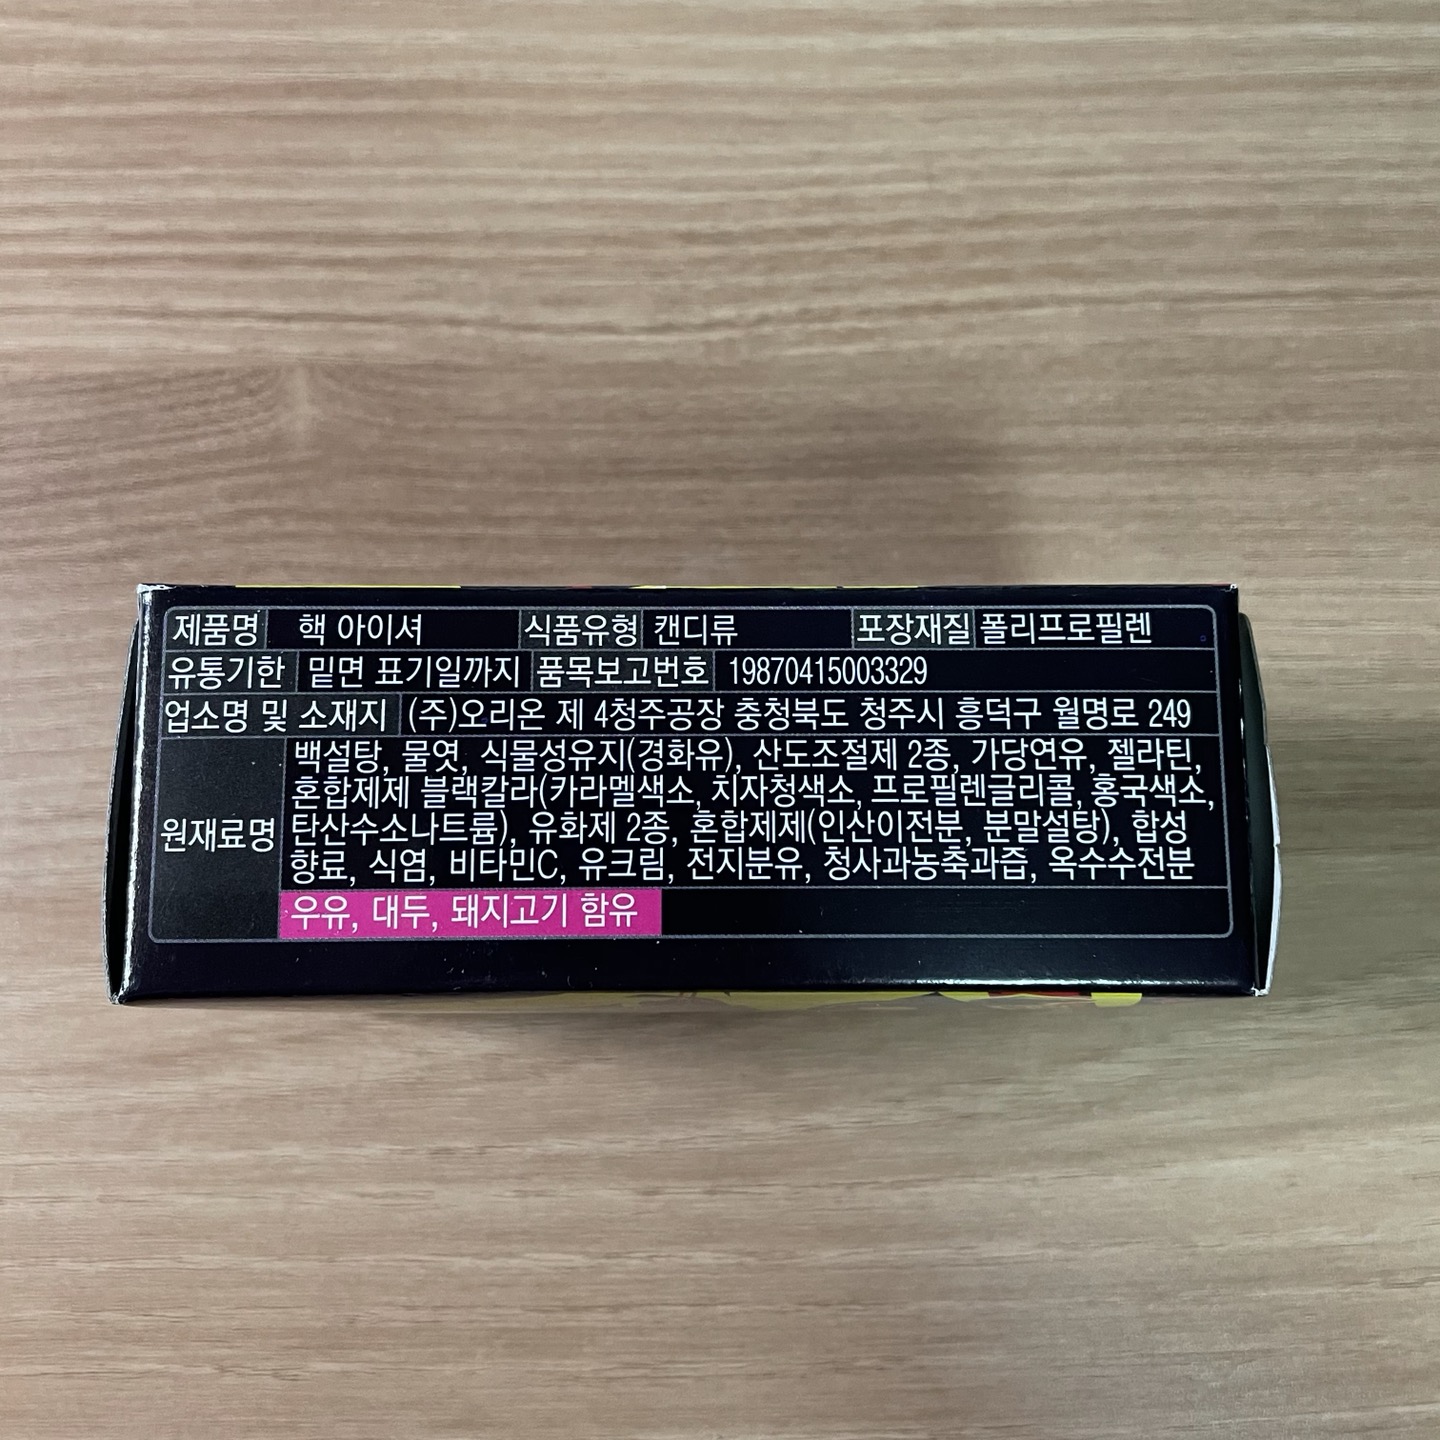 제품명 핵 아이셔 식품유형 캔디류 포장재질 폴리프로필렌
유통기한 밑면 표기일까지 품목보고번호 19870415003329
업소명 및 소재지 (주)오리온 제 4청주공장 충청북도 청주시 흥덕구 월명로 249
원재료명
백설탕, 물엿, 식물성유지(경화유), 산도조절제 2종, 가당연유, 젤라틴,
혼합제제 블랙칼라(카라멜색소, 치자청색소, 프로필렌글리콜, 홍국색소,
탄산수소나트륨), 유화제 2종, 혼합제제(인산이전분, 분말설탕), 합성
향료, 식염, 비타민C, 유크림, 전지분유, 청사과농축과즙, 옥수수전분
우유, 대두, 돼지고기 함유